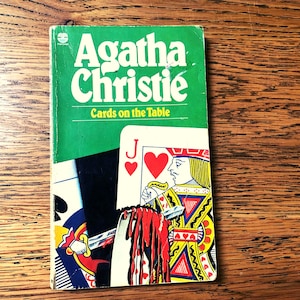 Agatha
Christie
Cards on the Table
J